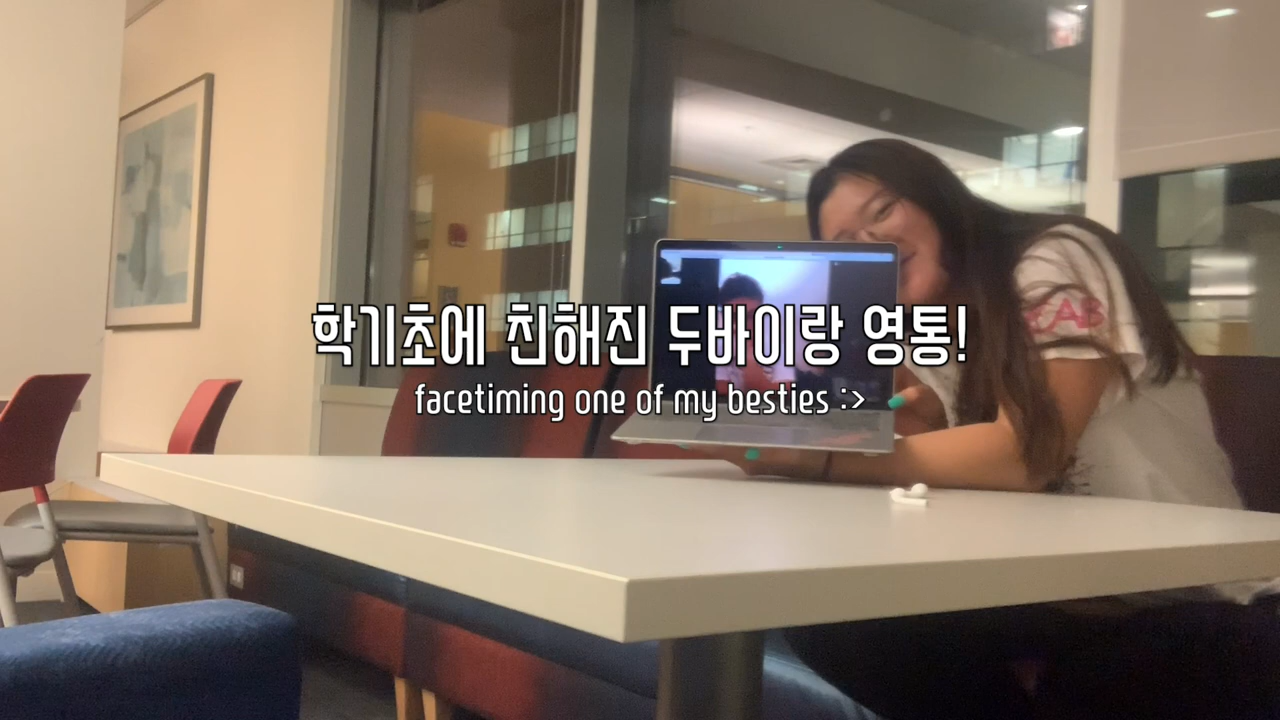 학기초에 친해진 두바이랑 영통!
facetiming one of my besties :>